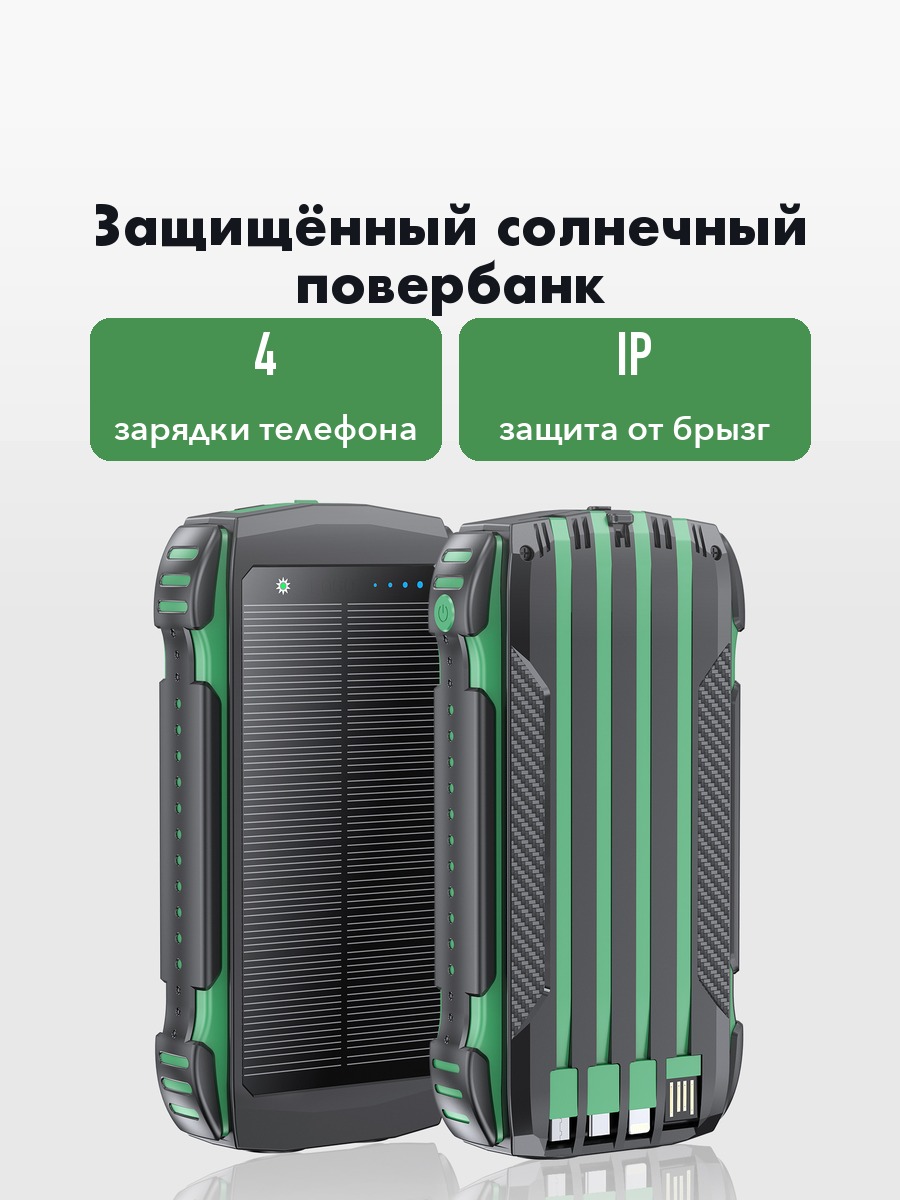 Защищённый солнечный
повербанк
4
IP
зарядки телефона
защита от брызг